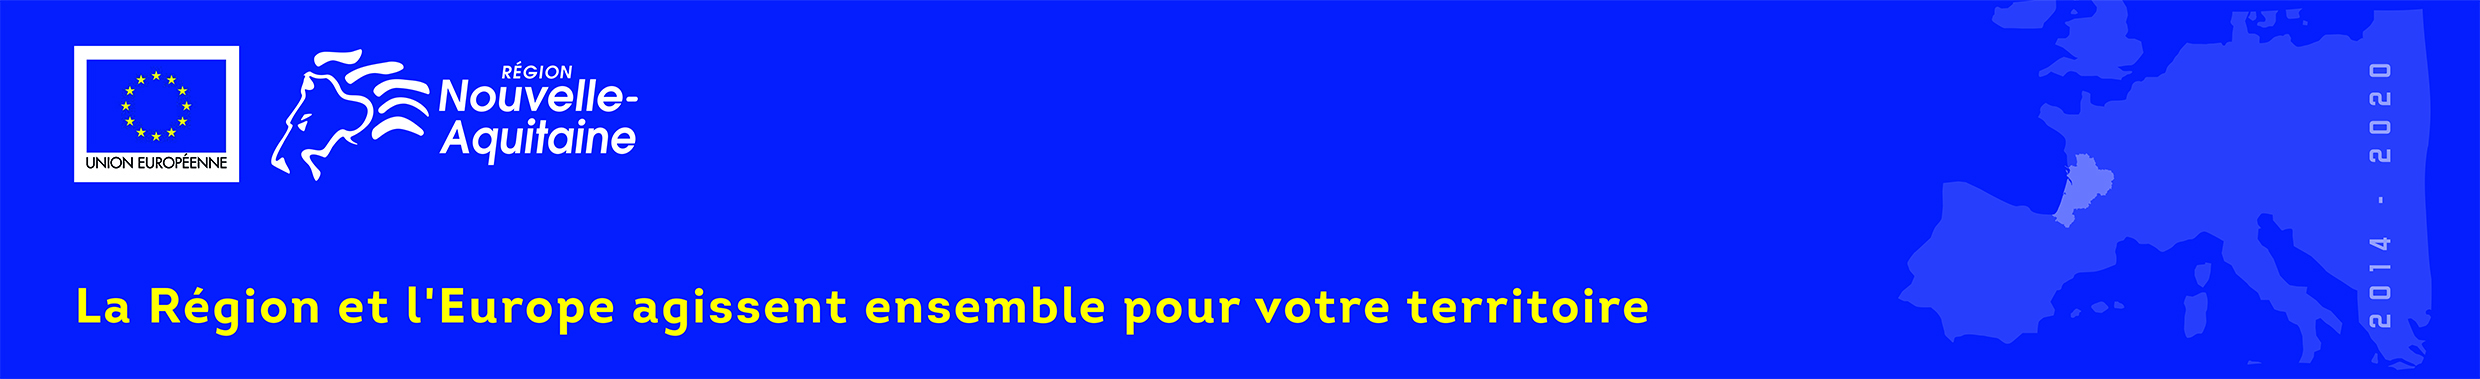 UNION EUROPÉENNE
RÉGION
Nouvelle-
Aquitaine
La Région et l'Europe agissent ensemble pour votre territoire
2014 - 2020